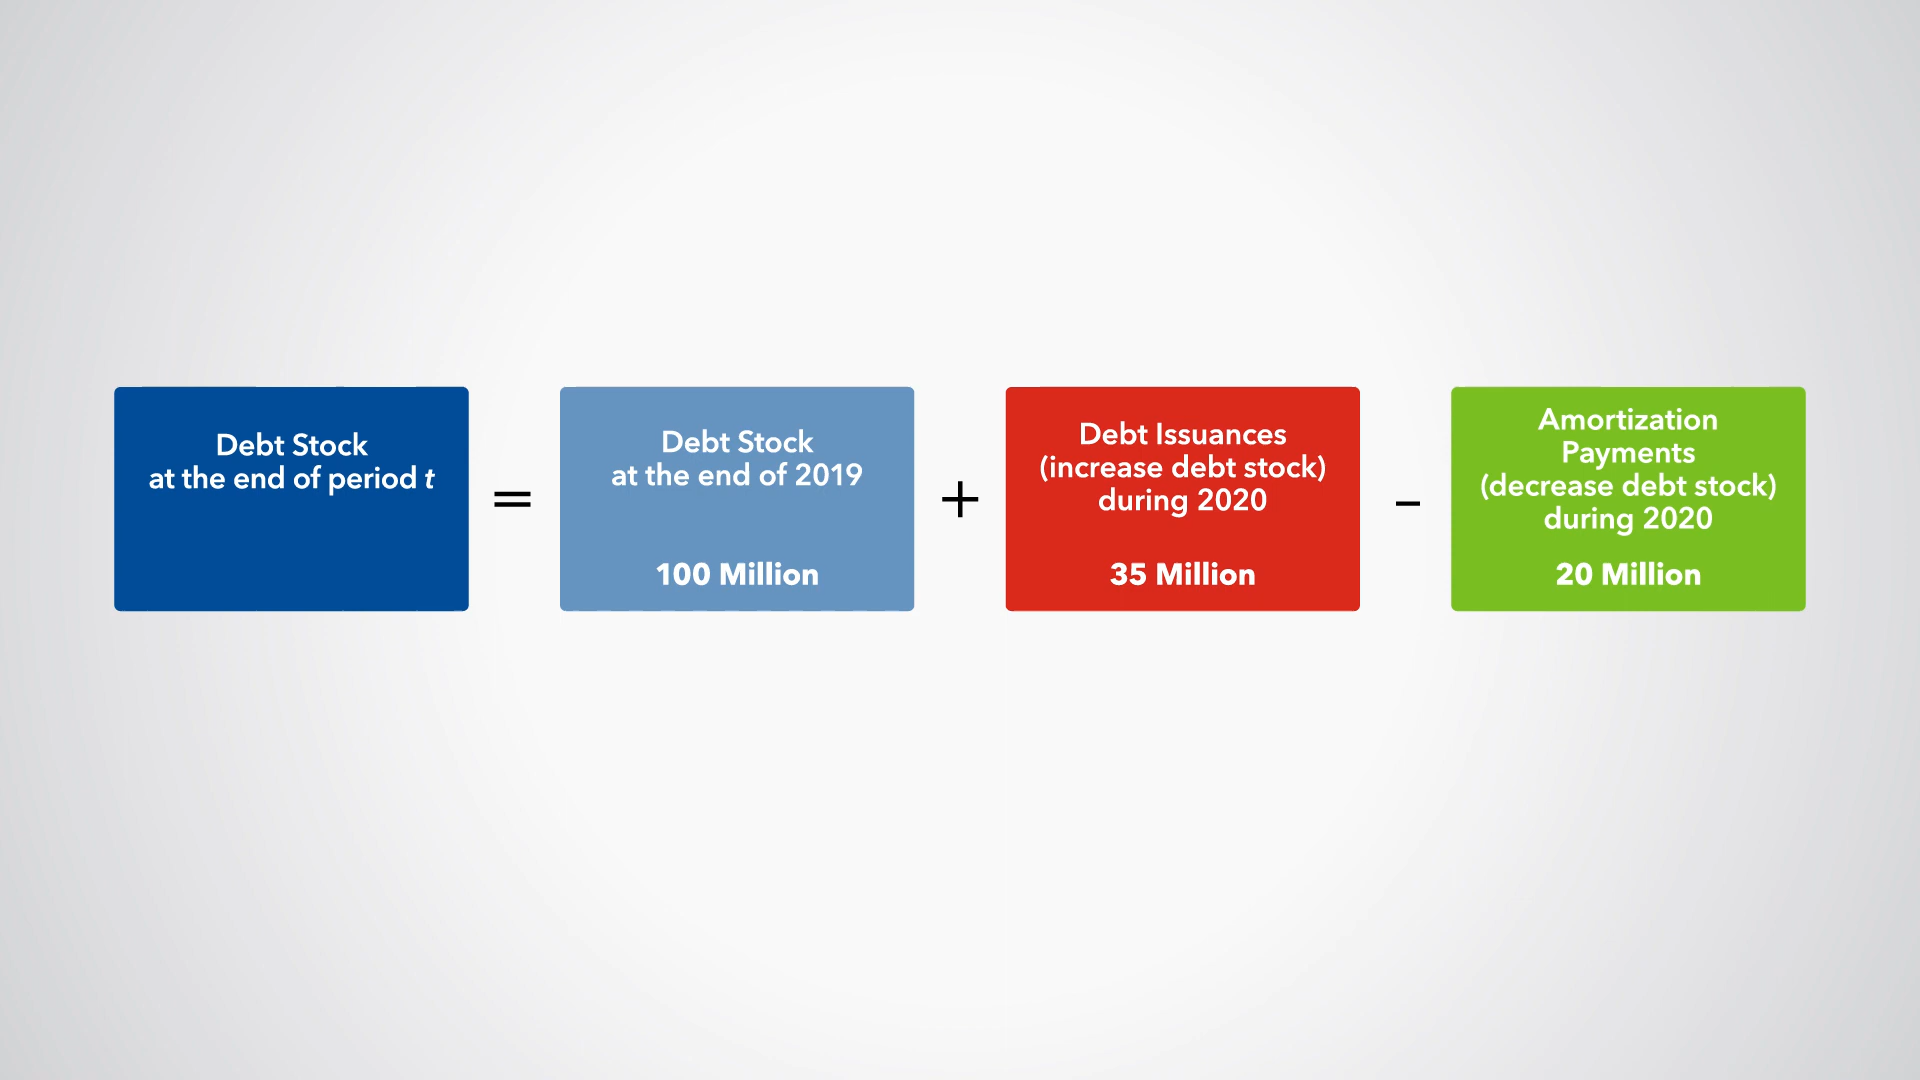 Debt Stock
at the end of period t
=
Debt Stock
at the end of 2019
100 Million
+
Debt Issuances
(increase debt stock)
during 2020
35 Million
–
Amortization
Payments
(decrease debt stock)
during 2020
20 Million